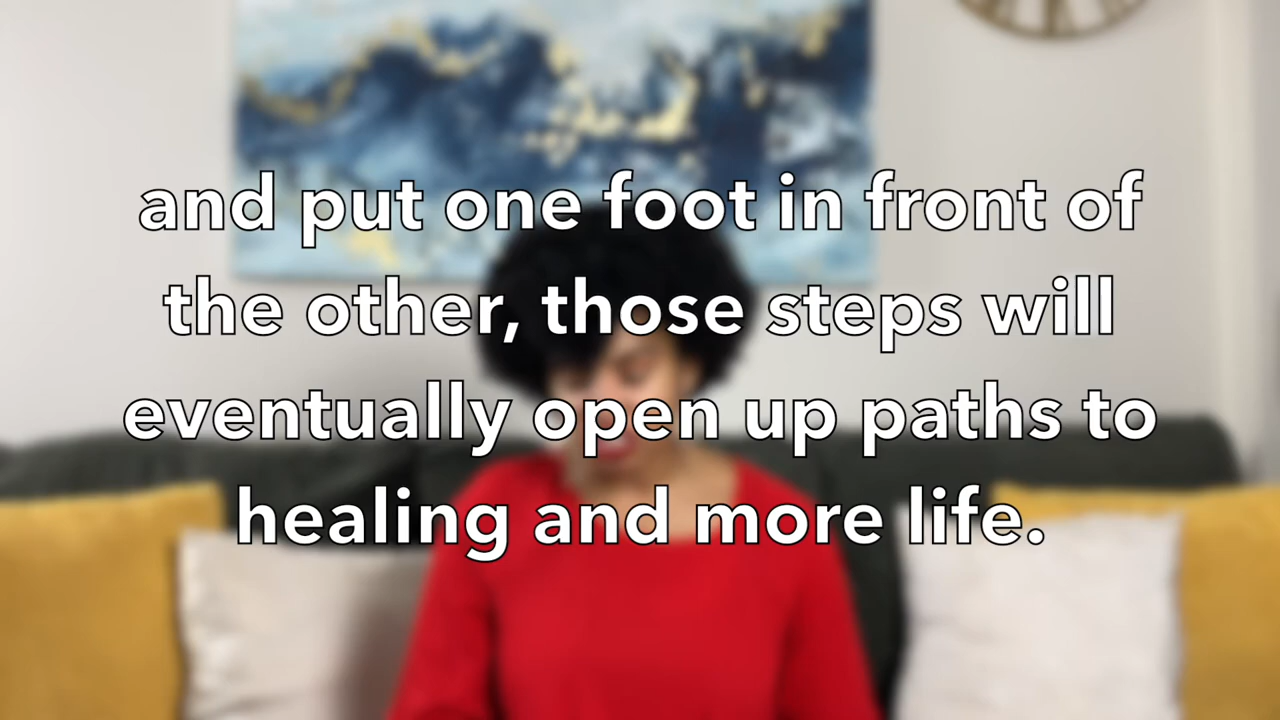 and put one foot in front of
the other, those steps will
eventually open up paths to
healing and more life.